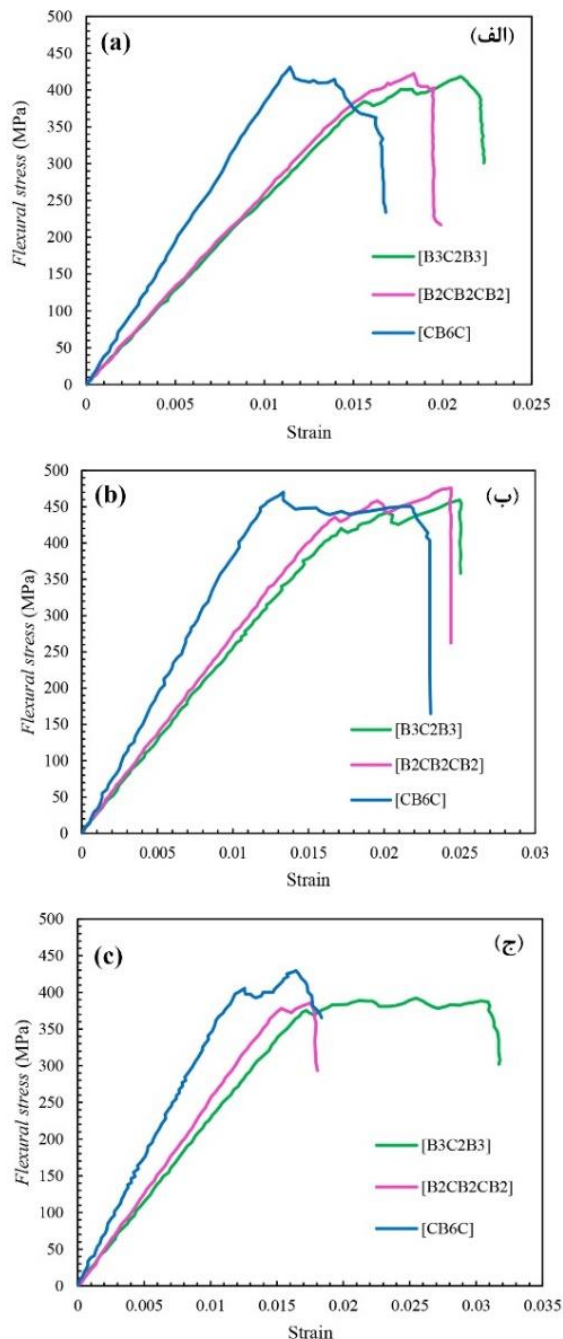 (a)
(الف)
500
450
400
350
300
250
200
150
100
50
0
Flexural stress (MPa)
[B3C2B3]
[B2CB2CB2]
[CB6C]
0 0.005 0.01 0.015 0.02 0.025
Strain
(b)
(ب)
500
450
400
350
300
250
200
150
100
50
0
Flexural stress (MPa)
[B3C2B3]
[B2CB2CB2]
[CB6C]
0 0.005 0.01 0.015 0.02 0.025 0.03
Strain
(c)
(ج)
500
450
400
350
300
250
200
150
100
50
0
Flexural stress (MPa)
[B3C2B3]
[B2CB2CB2]
[CB6C]
0 0.005 0.01 0.015 0.02 0.025 0.03 0.035
Strain